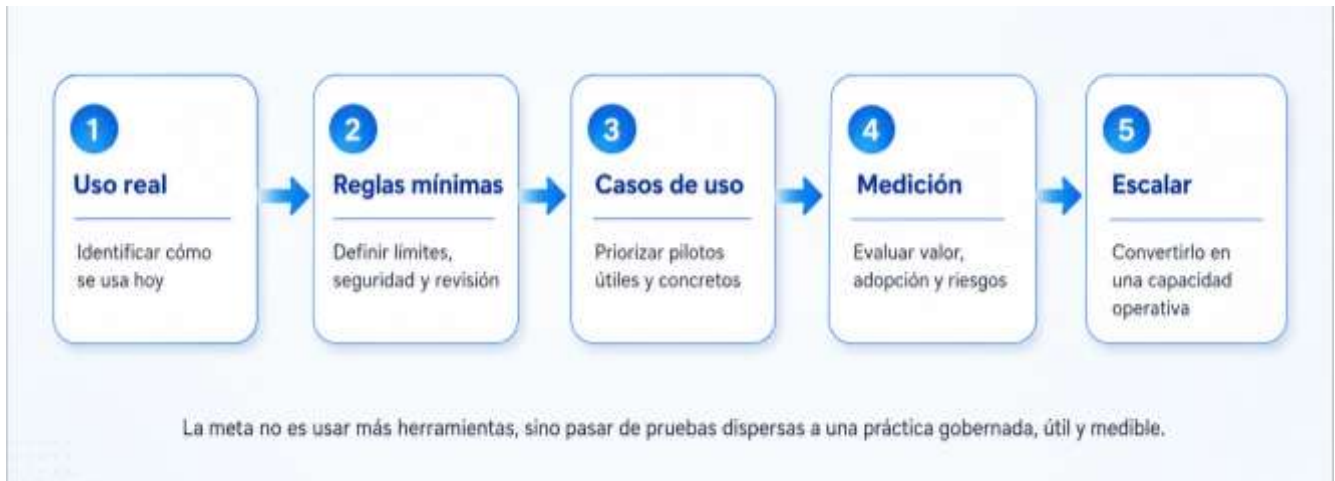 1
Uso real
Identificar cómo
se usa hoy
2
Reglas mínimas
Definir límites,
seguridad y revisión
3
Casos de uso
Priorizar pilotos
útiles y concretos
4
Medición
Evaluar valor,
adopción y riesgos
5
Escalar
Convertirlo en
una capacidad
operativa
La meta no es usar más herramientas, sino pasar de pruebas dispersas a una práctica gobernada, útil y medible.